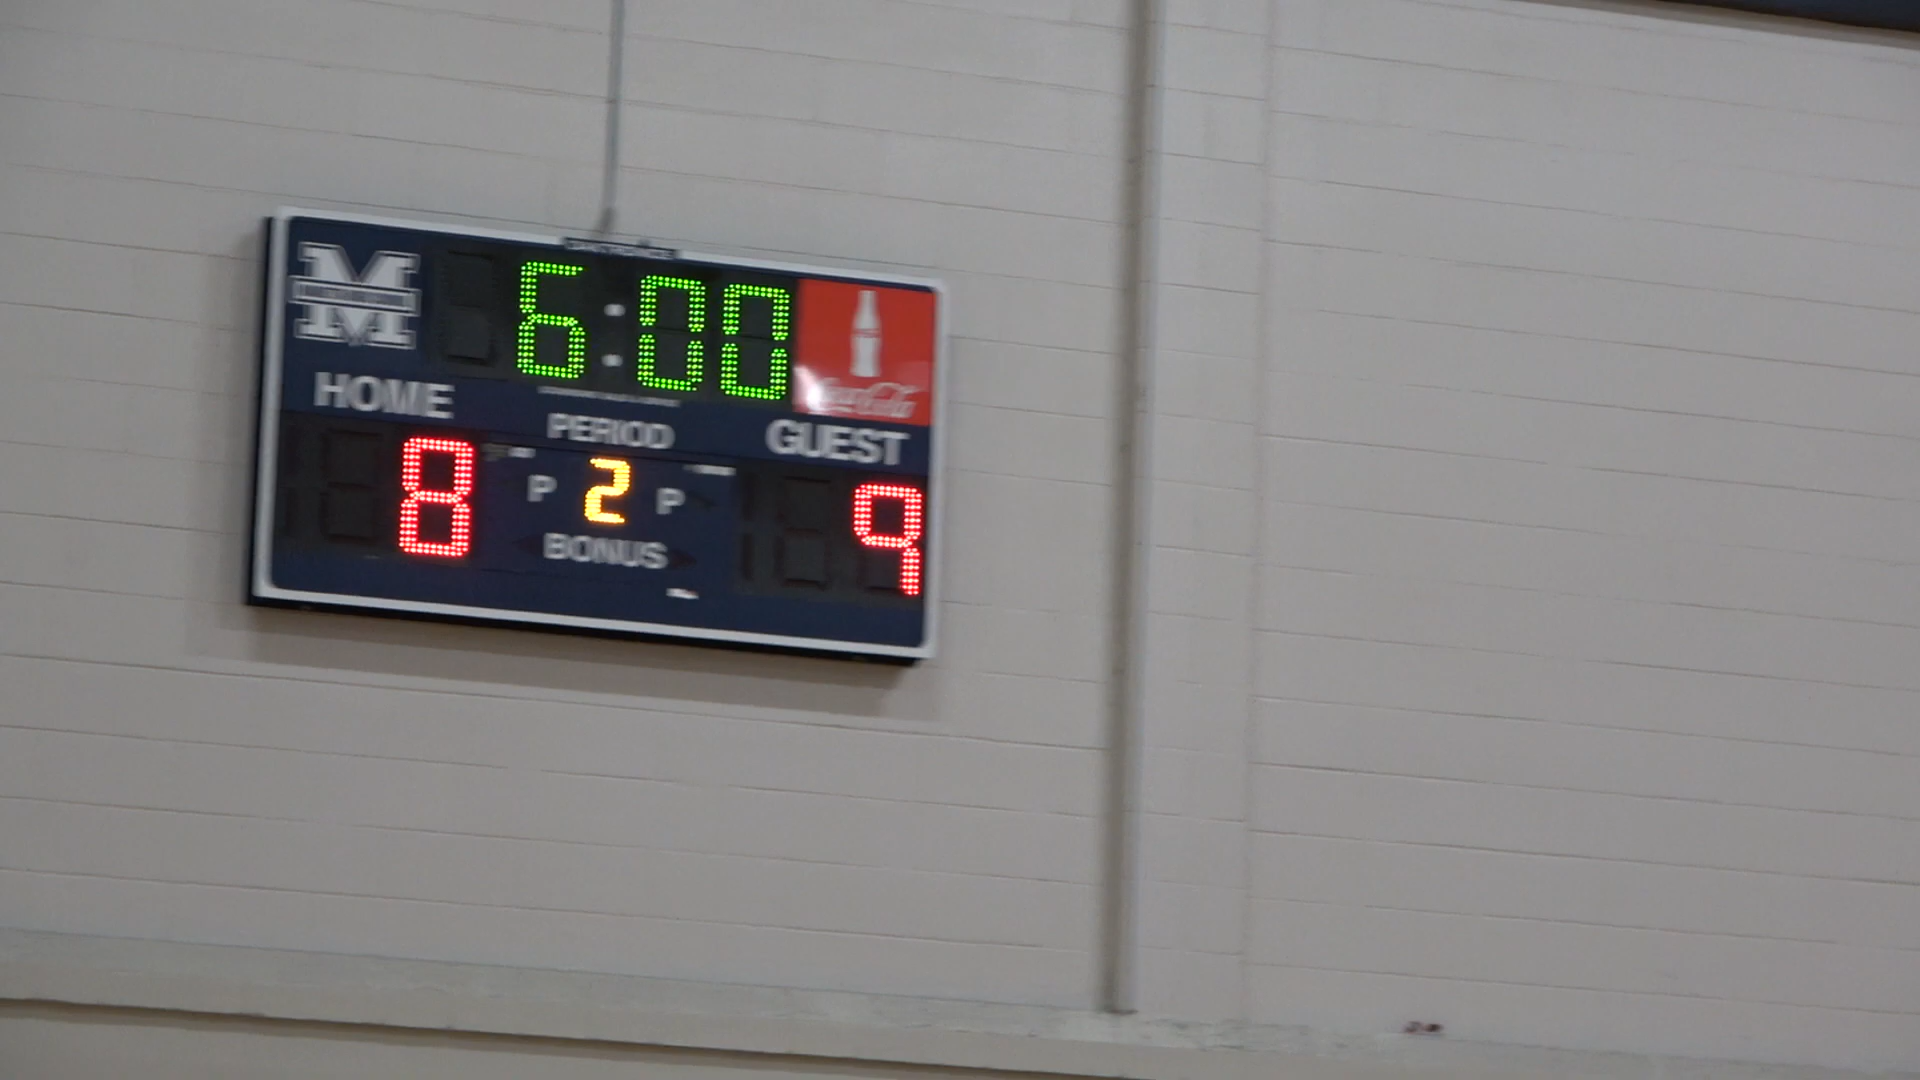 M
6:00
Coca-Cola
HOME
PERIOD
GUEST
8
P 2 P
9
BONUS